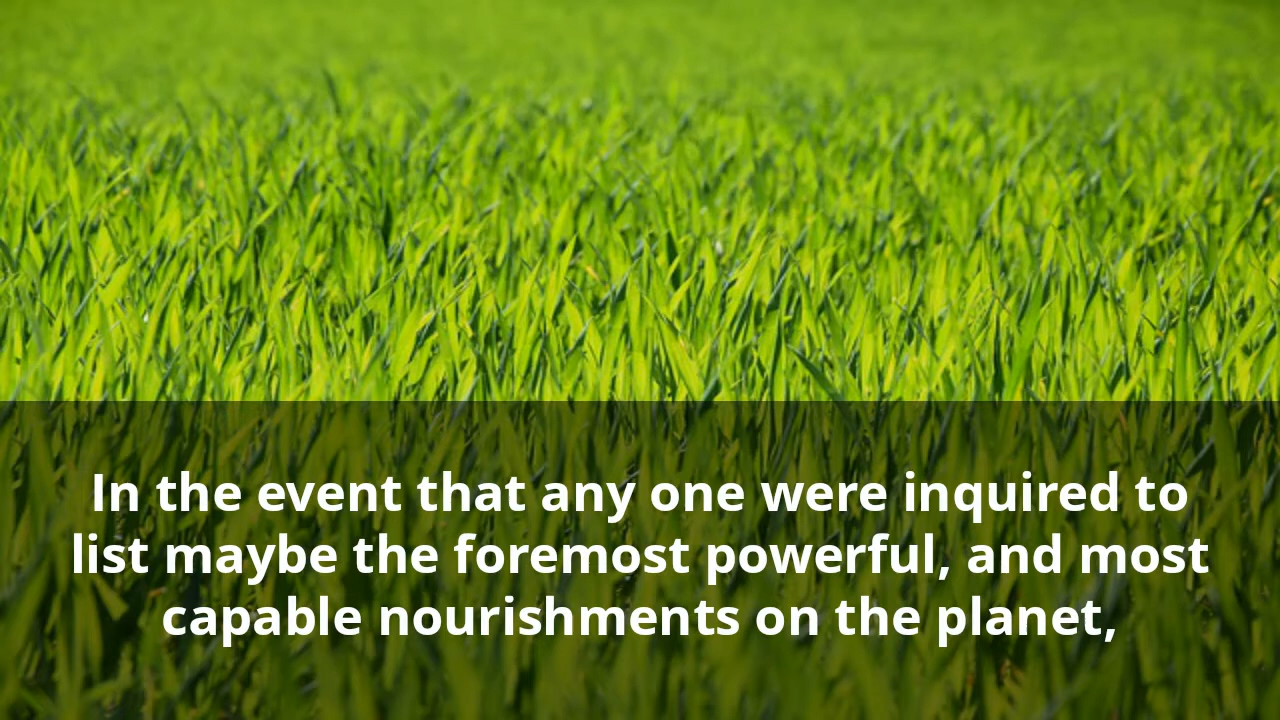 In the event that any one were inquired to
list maybe the foremost powerful, and most
capable nourishments on the planet,